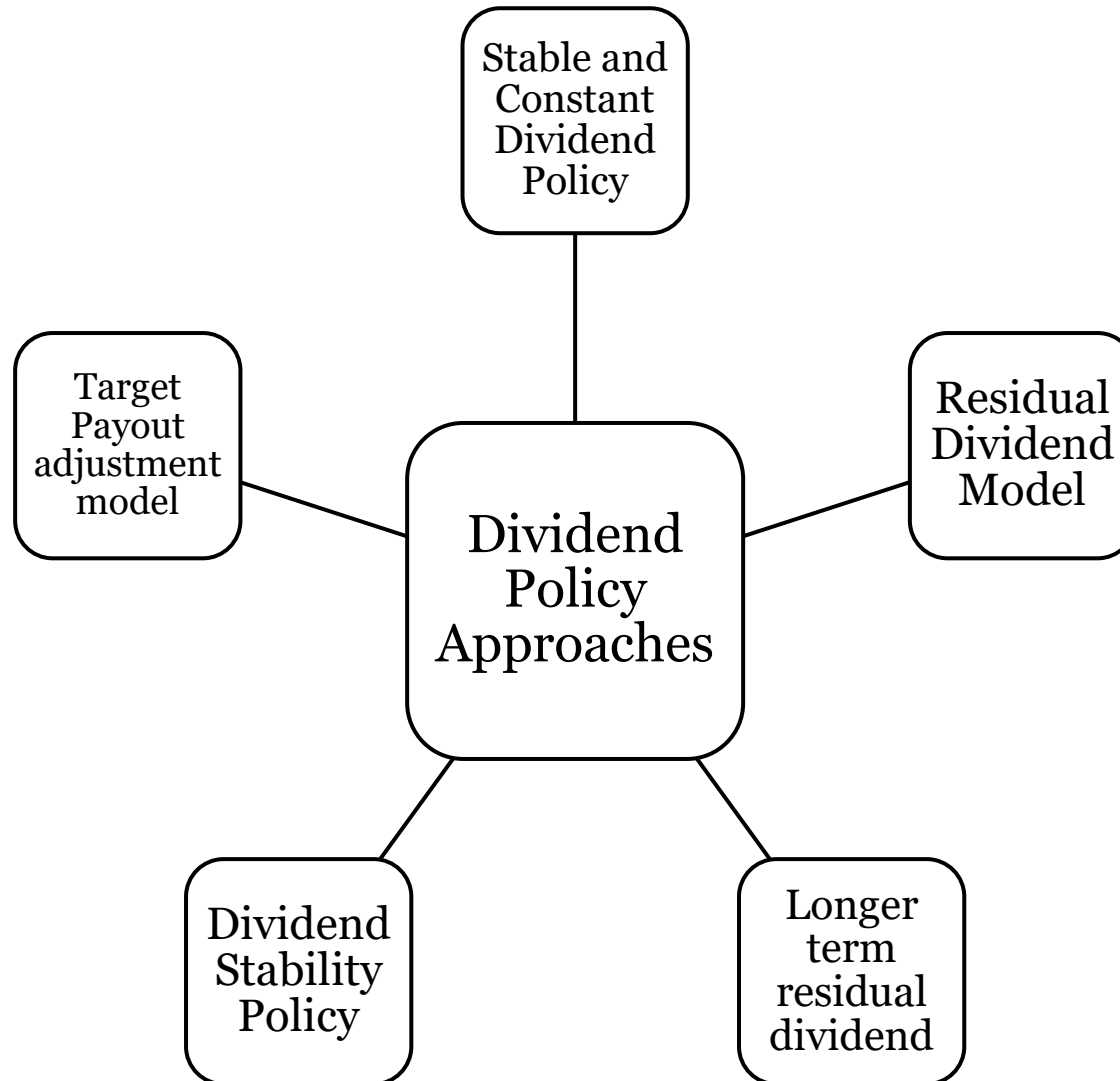 Stable and
Constant
Dividend
Policy
Target
Payout
adjustment
model
Residual
Dividend
Model
Dividend
Policy
Approaches
Dividend
Stability
Policy
Longer
term
residual
dividend